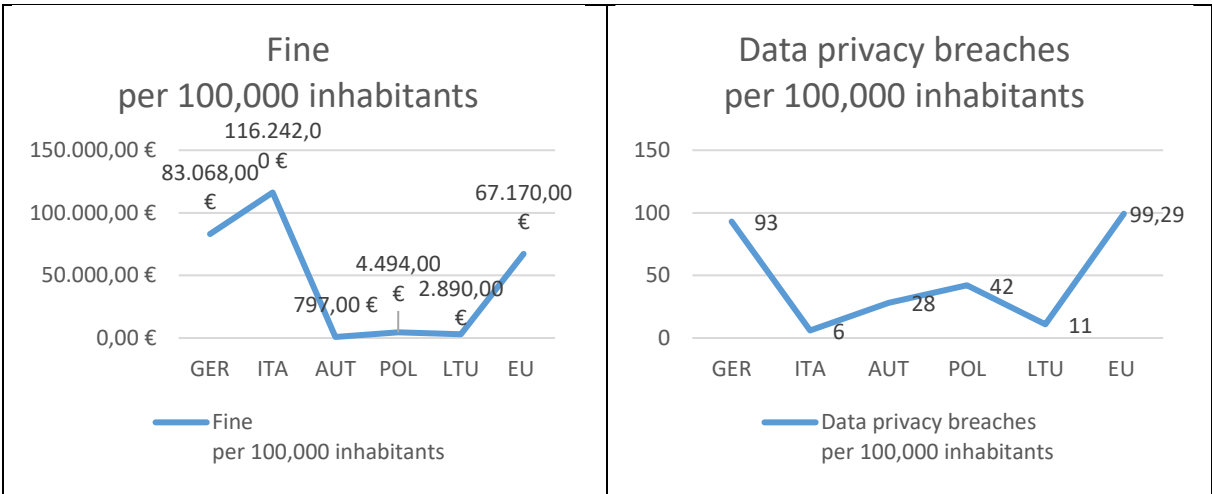 Fine
per 100,000 inhabitants
150.000,00 €
100.000,00 €
50.000,00 €
0,00 €
83.068,00
€
116.242,0
0 €
797,00 €
4.494,00
€
2.890,00
€
67.170,00
€
GER ITA AUT POL LTU EU
Fine
per 100,000 inhabitants
Data privacy breaches
per 100,000 inhabitants
150
100
50
0
93
6
28
42
11
99,29
GER ITA AUT POL LTU EU
Data privacy breaches
per 100,000 inhabitants